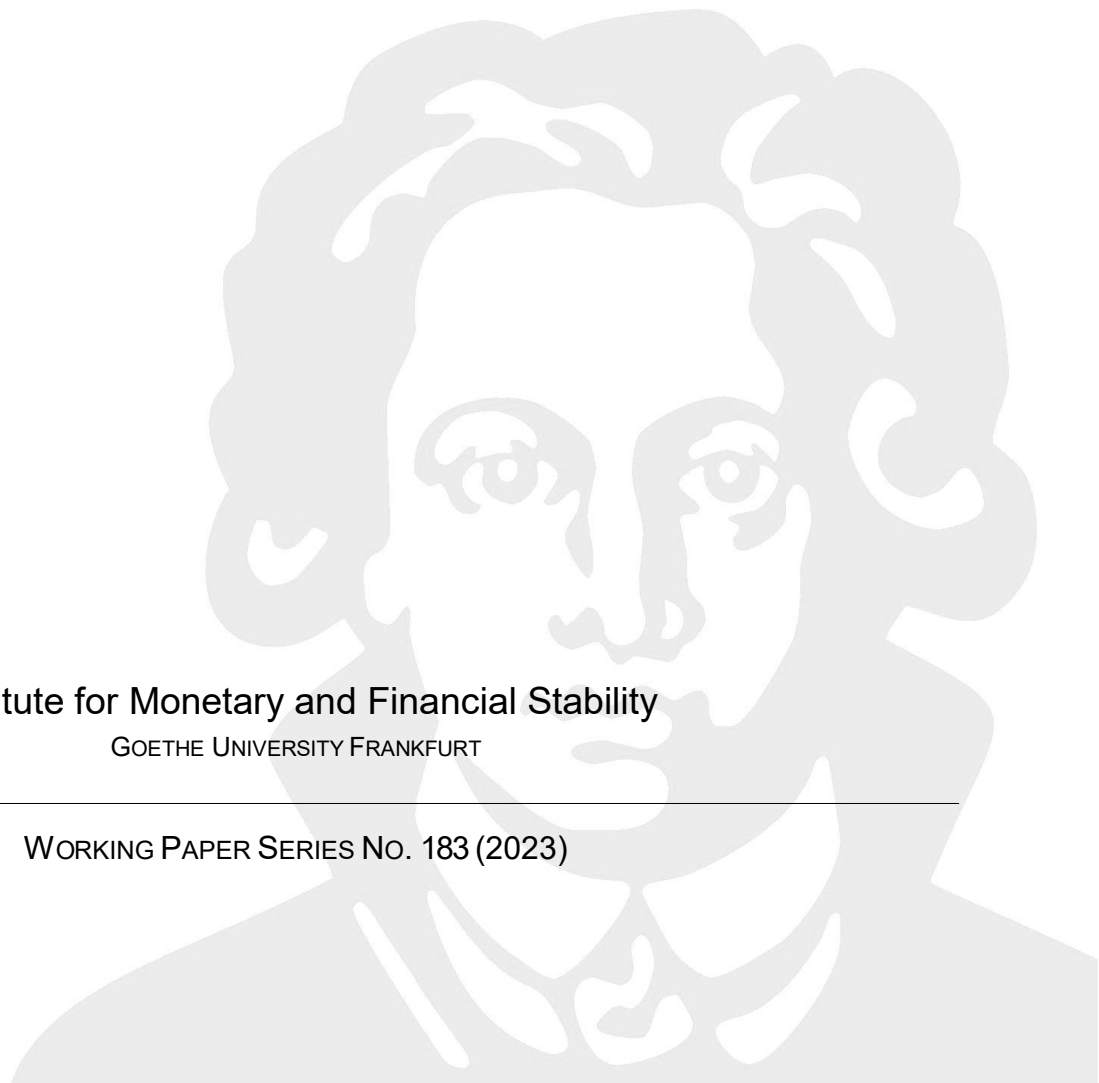 tute for Monetary and Financial Stability
GOETHE UNIVERSITY FRANKFURT
WORKING PAPER SERIES NO. 183 (2023)